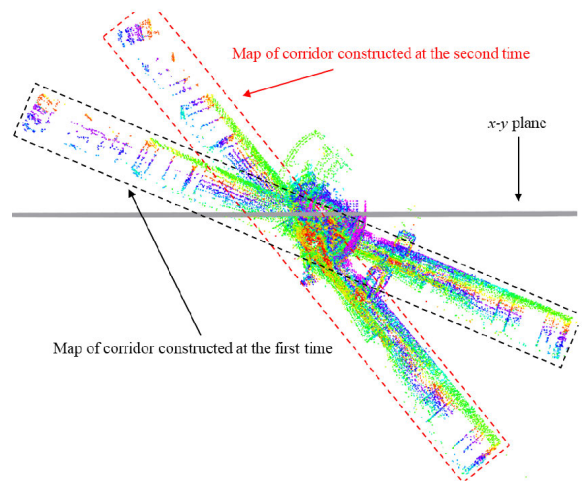 Map of corridor constructed at the second time
x-y plane
Map of corridor constructed at the first time